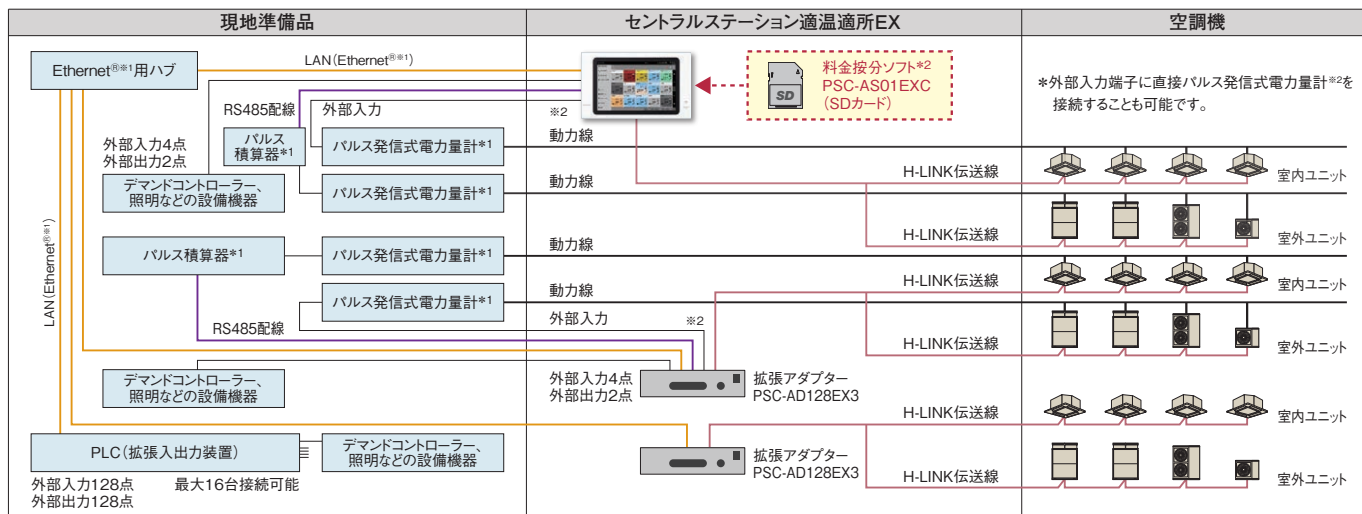 現地準備品
セントラルステーション適温適所EX
空調機
Ethernet®※1用ハブ
LAN(Ethernet®※1)
料金按分ソフト*2
PSC-AS01EXC
(SDカード)
SD
*外部入力端子に直接パルス発信式電力量計※2を
接続することも可能です。
RS485配線
外部入力
※2
動力線
外部入力4点
外部出力2点
パルス
積算器*1
パルス発信式電力量計*1
H-LINK伝送線
室内ユニット
デマンドコントローラー、
照明などの設備機器
パルス発信式電力量計*1
動力線
H-LINK伝送線
室外ユニット
LAN(Ethernet®※1)
パルス積算器*1
パルス発信式電力量計*1
動力線
H-LINK伝送線
室内ユニット
パルス発信式電力量計*1
動力線
RS485配線
外部入力
※2
H-LINK伝送線
室外ユニット
デマンドコントローラー、
照明などの設備機器
外部入力4点
外部出力2点
拡張アダプター
PSC-AD128EX3
H-LINK伝送線
室内ユニット
PLC(拡張入出力装置)
デマンドコントローラー、
照明などの設備機器
拡張アダプター
PSC-AD128EX3
H-LINK伝送線
室外ユニット
外部入力128点
外部出力128点
最大16台接続可能